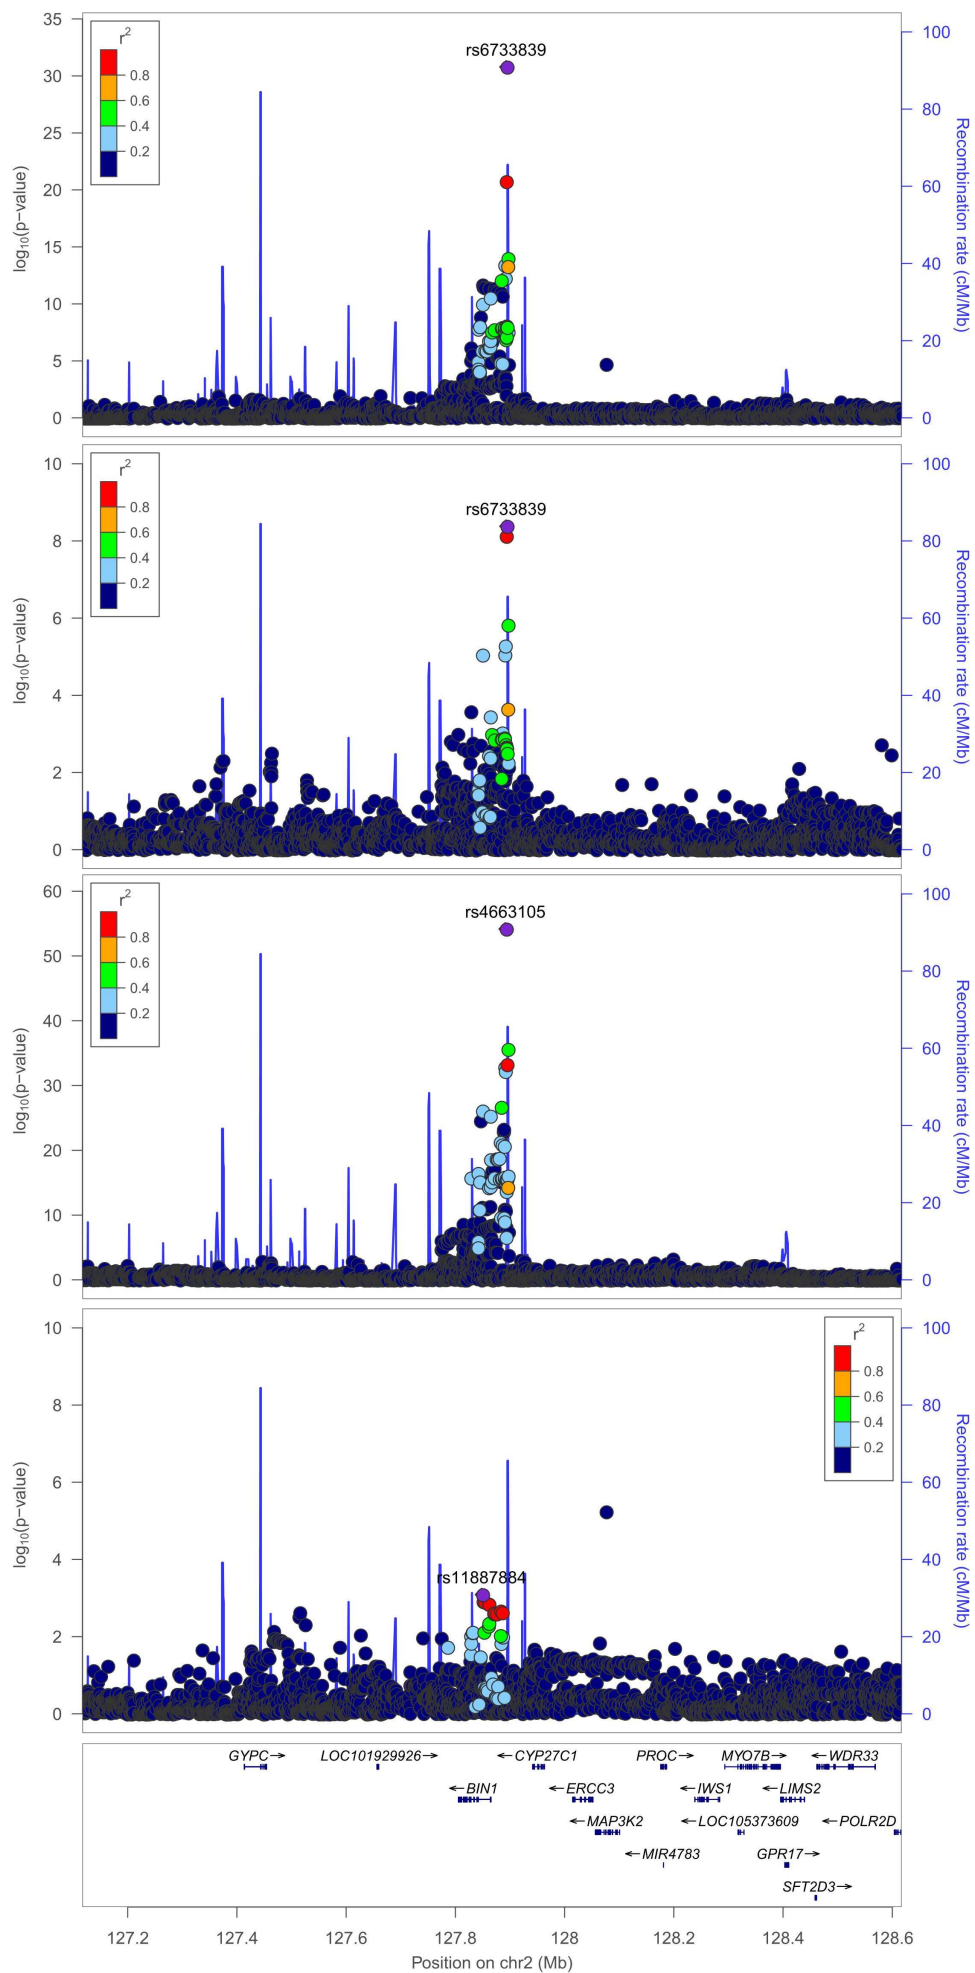 r2
0.8
0.6
0.4
0.2
rs6733839
35
30
25
20
15
10
5
0
log10(p−value)
100
80
60
40
20
0
Recombination rate (cM/Mb)
r2
0.8
0.6
0.4
0.2
rs6733839
10
8
6
4
2
0
log10(p−value)
100
80
60
40
20
0
Recombination rate (cM/Mb)
r2
0.8
0.6
0.4
0.2
rs4663105
60
50
40
30
20
10
0
log10(p−value)
100
80
60
40
20
0
Recombination rate (cM/Mb)
r2
0.8
0.6
0.4
0.2
rs11887884
10
8
6
4
2
0
log10(p−value)
100
80
60
40
20
0
Recombination rate (cM/Mb)
GYPC→ LOC101929926→ ←CYP27C1 PROC→ MYO7B→ ←WDR33
←BIN1 ←ERCC3 ←IWS1 ←LIMS2
←MAP3K2 ←LOC105373609 ←POLR2D
←MIR4783 GPR17→
SFT2D3→
127.2 127.4 127.6 127.8 128 128.2 128.4 128.6
Position on chr2 (Mb)